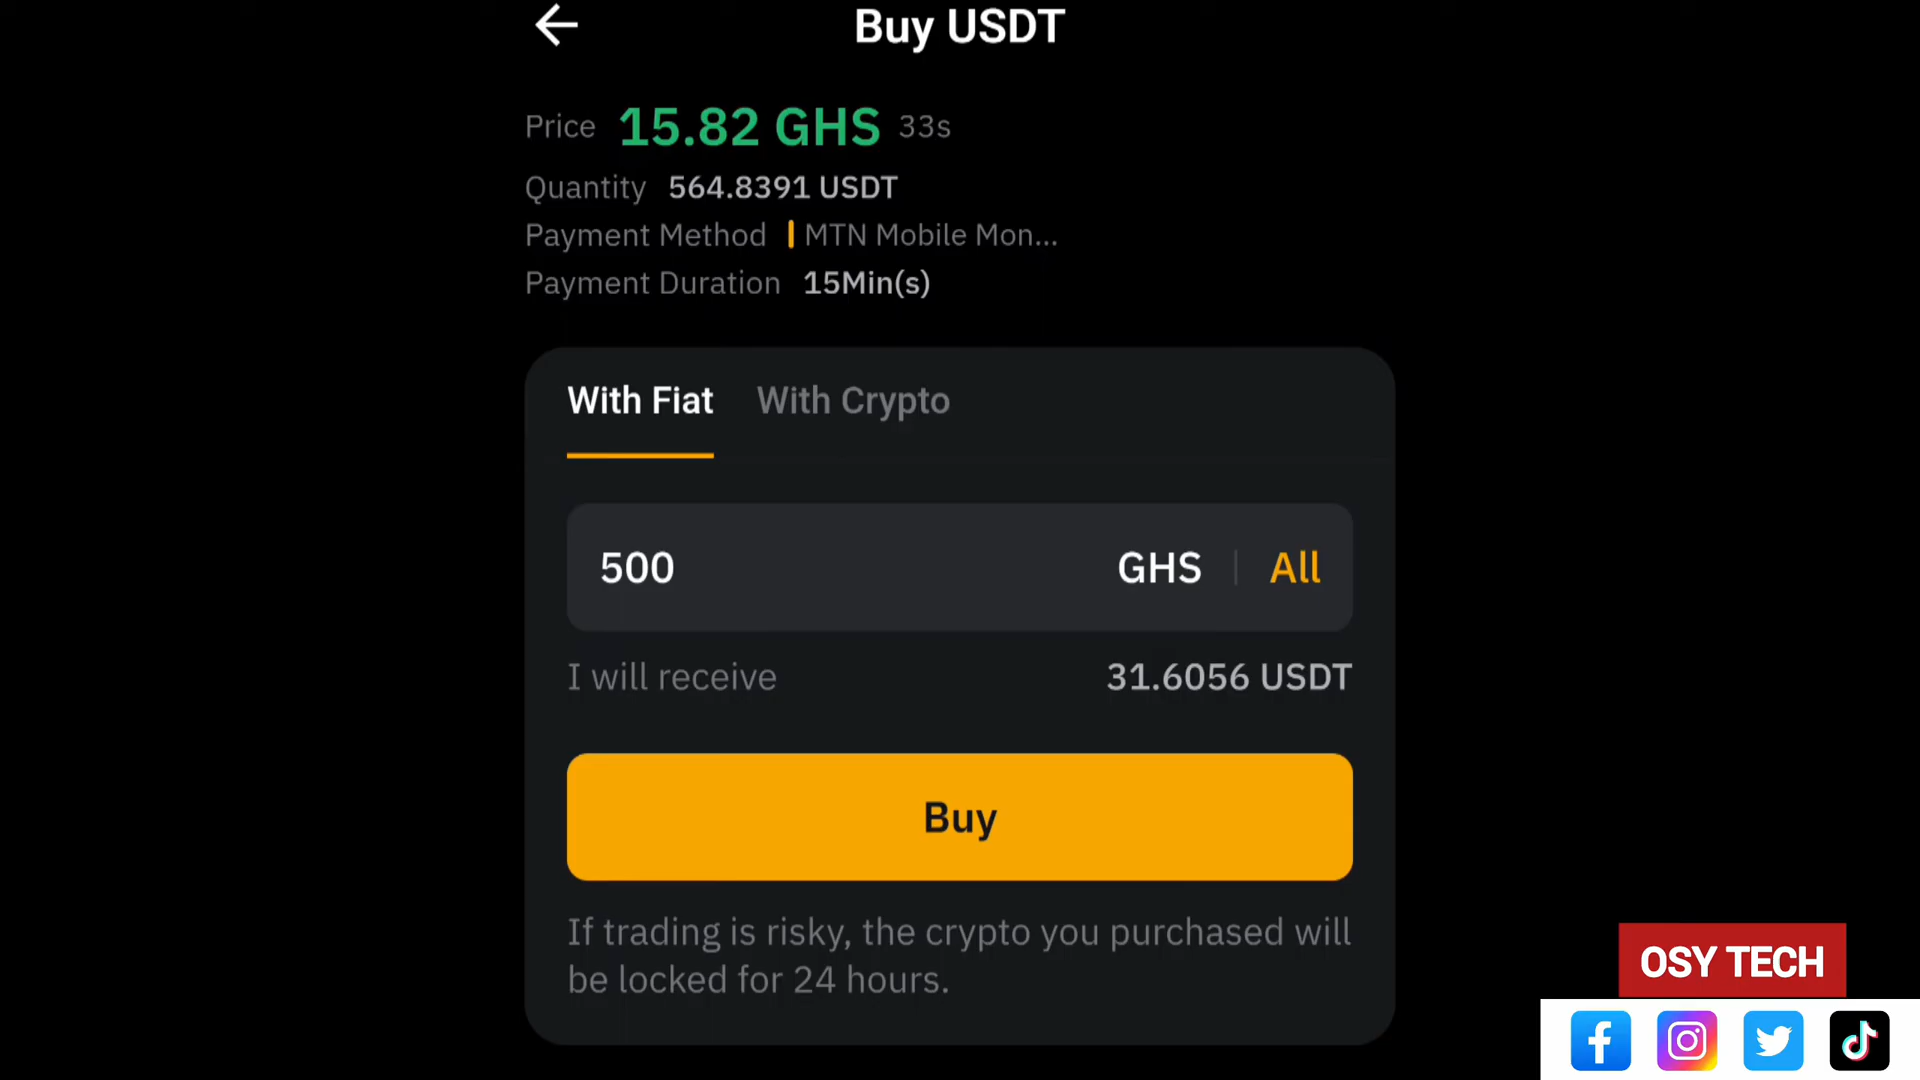 Buy USDT
Price 15.82 GHS 33s
Quantity 564.8391 USDT
Payment Method MTN Mobile Mon...
Payment Duration 15Min(s)
With Fiat With Crypto
500 GHS All
I will receive 31.6056 USDT
Buy
If trading is risky, the crypto you purchased will
be locked for 24 hours.
OSY TECH